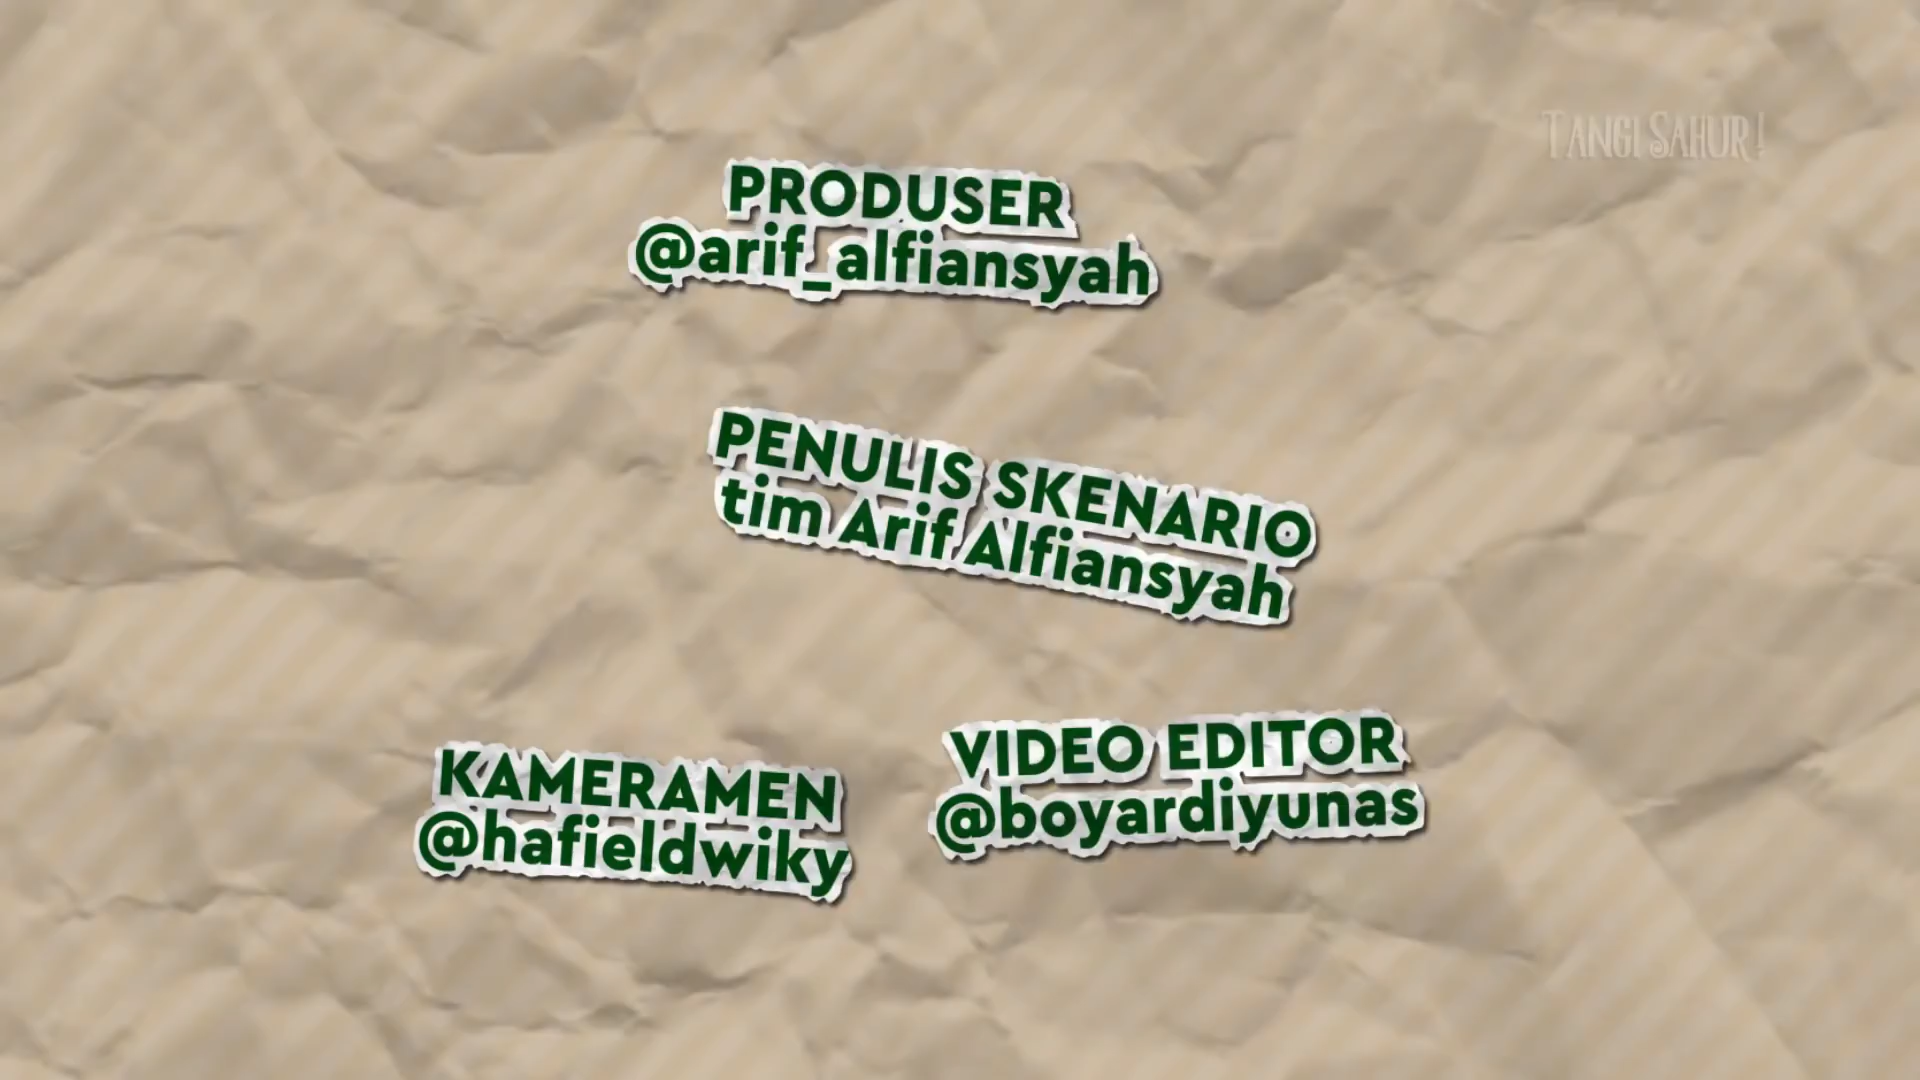 TANGI SAHUR!
PRODUSER
@arif_alfiansyah
PENULIS SKENARIO
tim Arif Alfiansyah
KAMERAMEN
@hafieldwiky
VIDEO EDITOR
@boyardiyunas